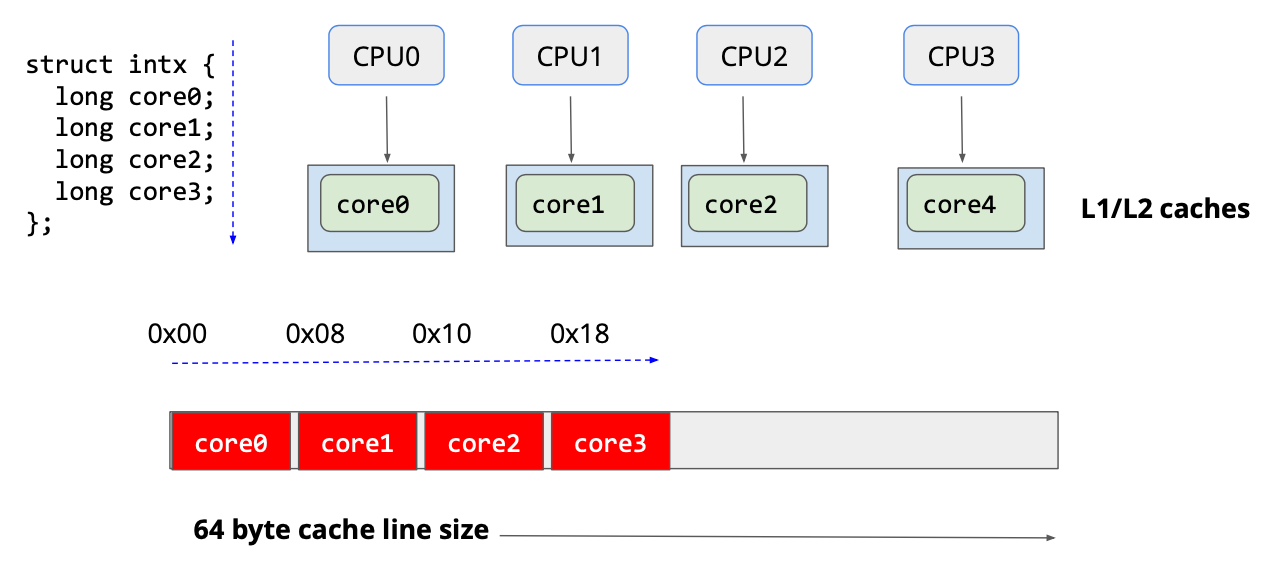 struct intx {
  long core0;
  long core1;
  long core2;
  long core3;
};
CPU0 CPU1 CPU2 CPU3
core0 core1 core2 core4
L1/L2 caches
0x00 0x08 0x10 0x18
core0 core1 core2 core3
64 byte cache line size